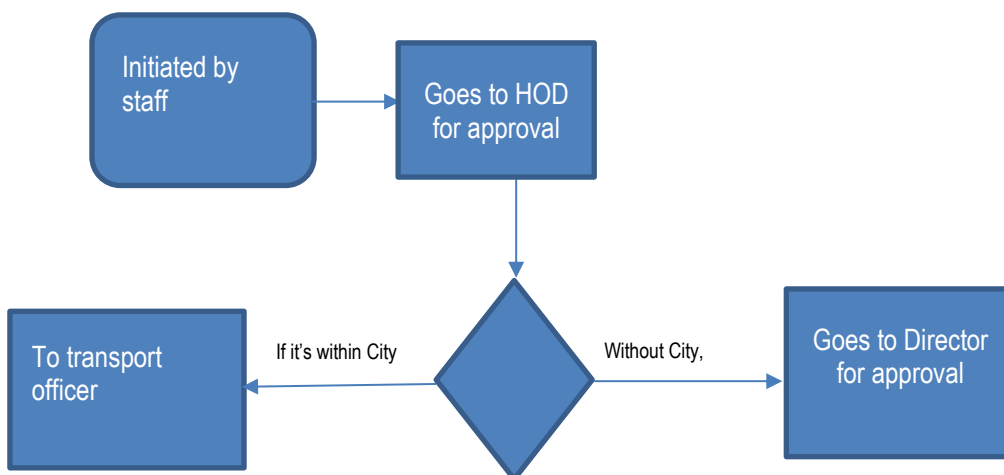 Initiated by
staff
Goes to HOD
for approval
If it's within City
Without City,
To transport
officer
Goes to Director
for approval